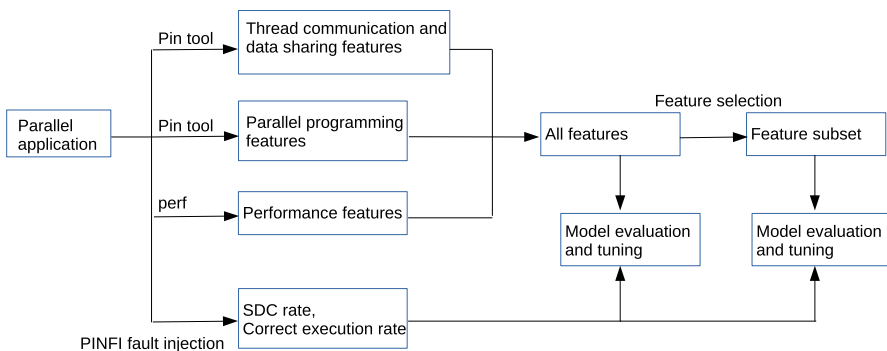 Thread communication and
data sharing features
Pin tool
Feature selection
Parallel
application
Pin tool
Parallel programming
features
All features
Feature subset
perf
Performance features
Model evaluation
and tuning
Model evaluation
and tuning
SDC rate,
Correct execution rate
PINFI fault injection